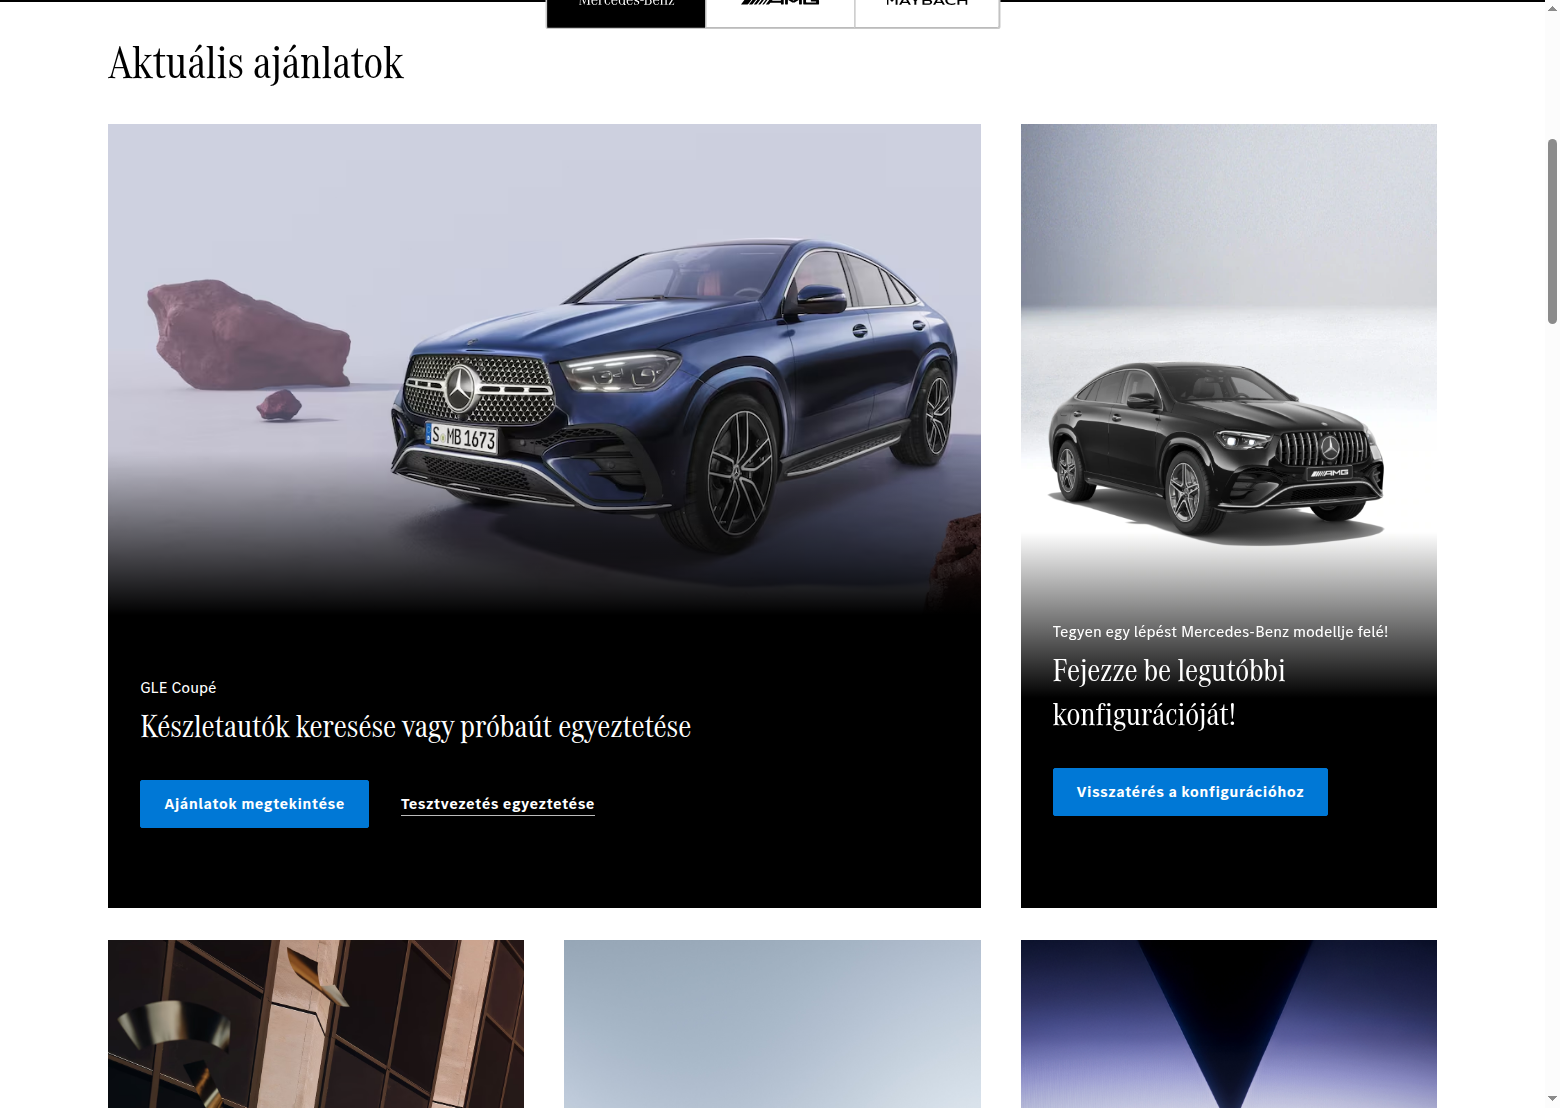 Mercedes-Benz
AMG
MAYBACH
Aktuális ajánlatok
S MB 1673
AMG
GLE Coupé
Készletautók keresése vagy próbaút egyeztetése
Ajánlatok megtekintése
Tesztvezetés egyeztetése
Tegyen egy lépést Mercedes-Benz modellje felé!
Fejezze be legutóbbi
konfigurációját!
Visszatérés a konfigurációhoz